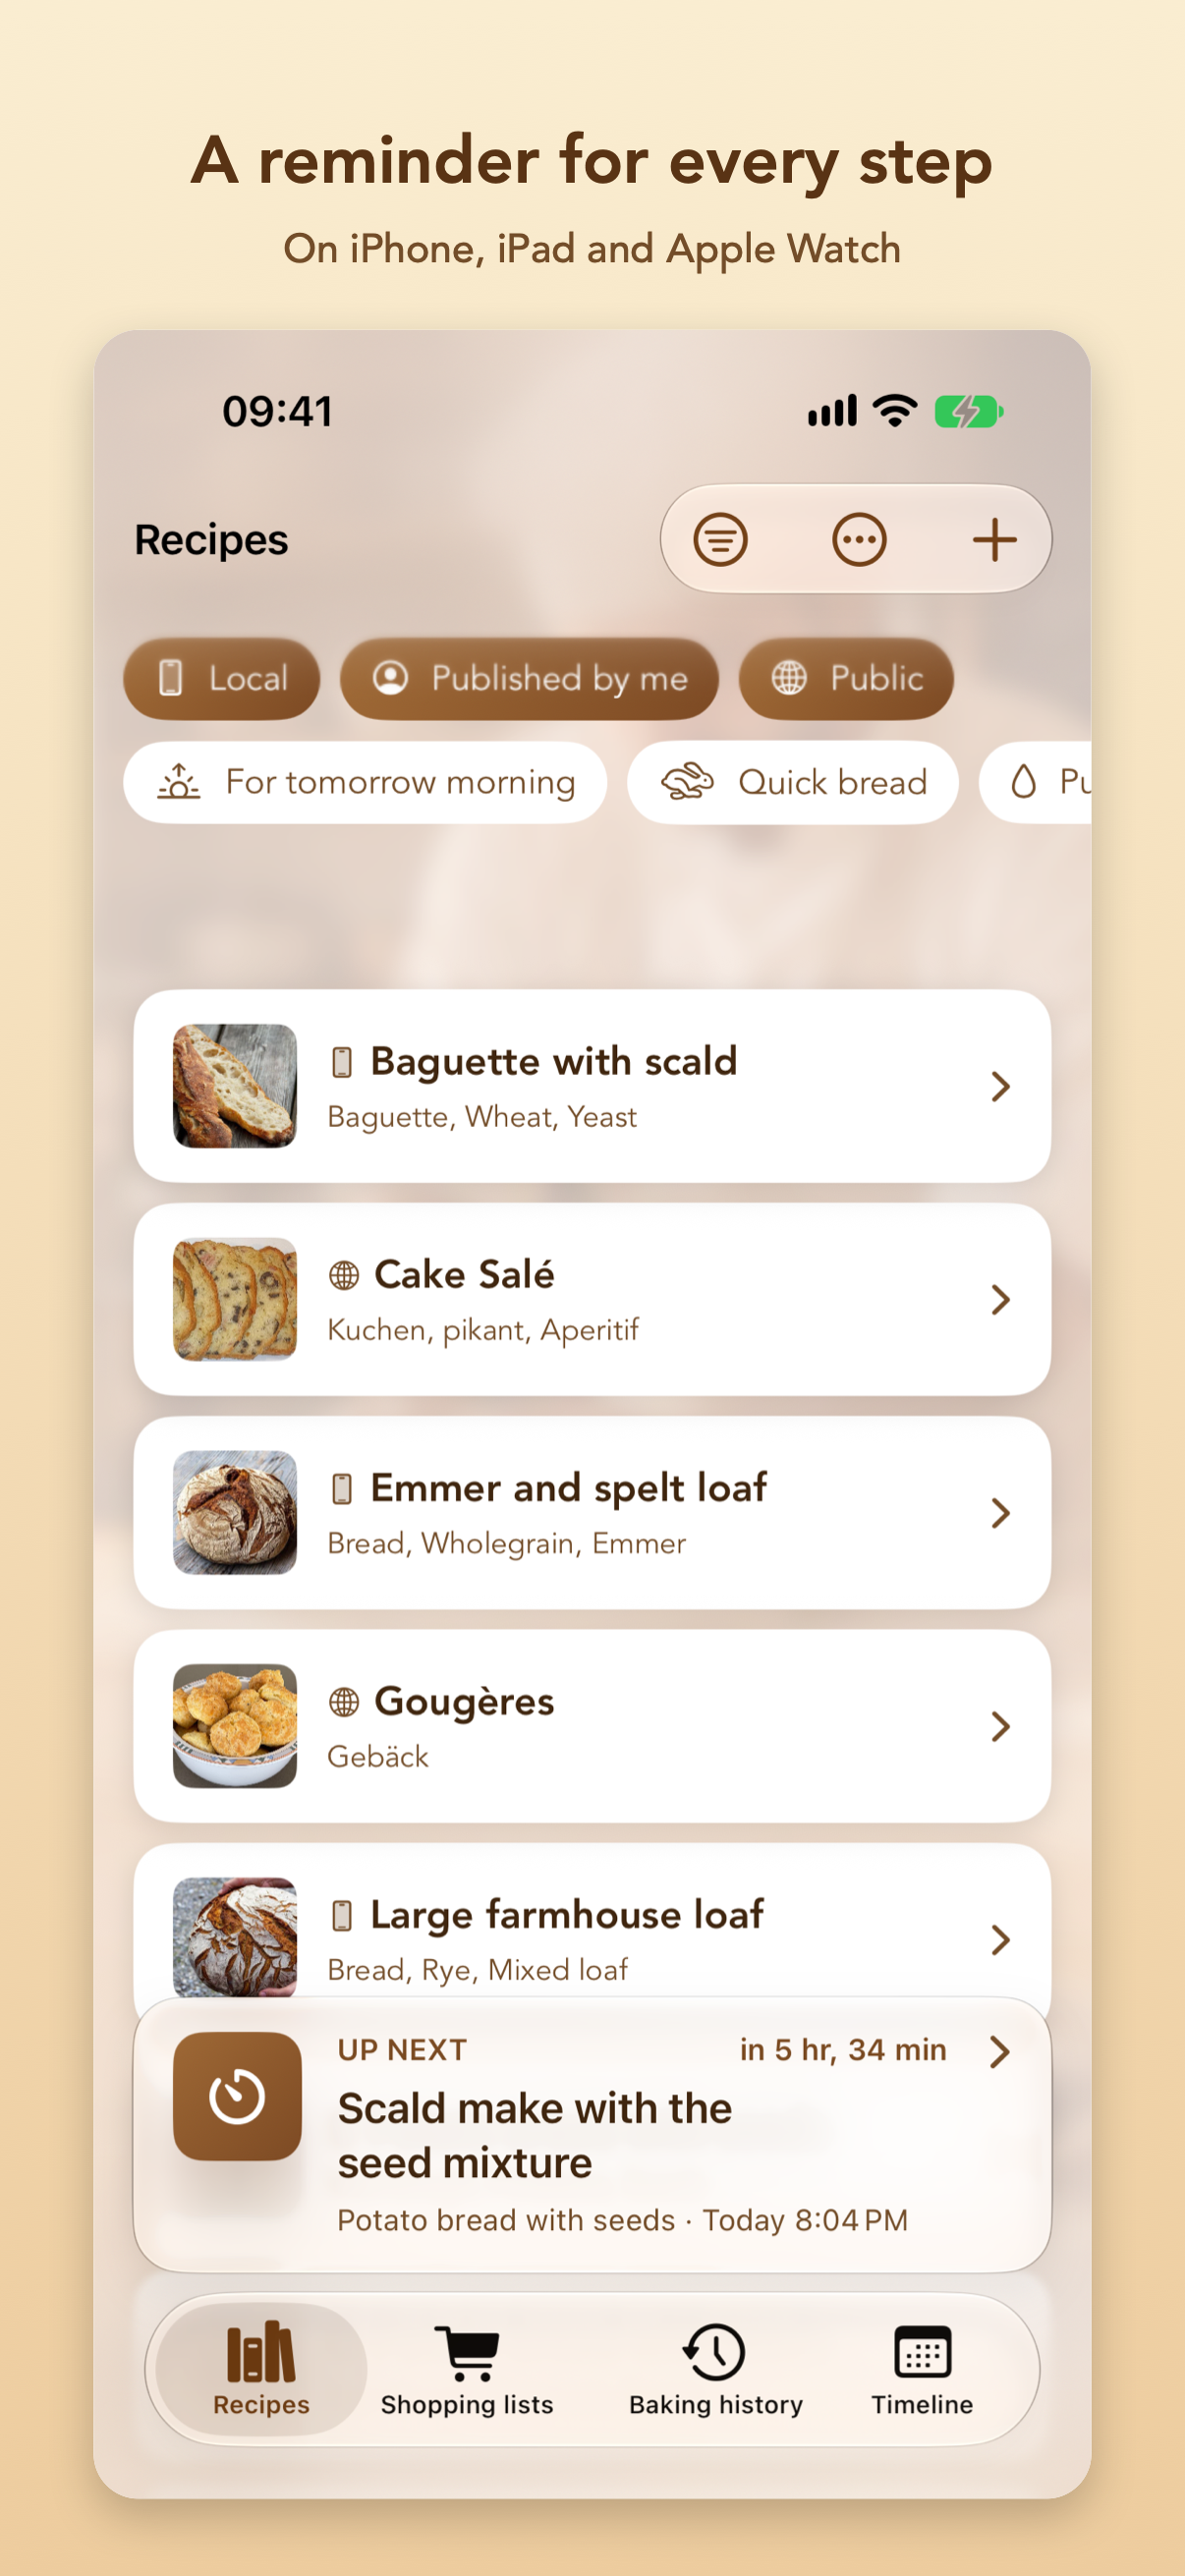 A reminder for every step
On iPhone, iPad and Apple Watch
09:41
Recipes
Local
Published by me
Public
For tomorrow morning
Quick bread
Pu
Baguette with scald
Baguette, Wheat, Yeast
Cake Salé
Kuchen, pikant, Aperitif
Emmer and spelt loaf
Bread, Wholegrain, Emmer
Gougères
Gebäck
Large farmhouse loaf
Bread, Rye, Mixed loaf
UP NEXT
in 5 hr, 34 min
Scald make with the
seed mixture
Potato bread with seeds · Today 8:04 PM
Recipes
Shopping lists
Baking history
Timeline